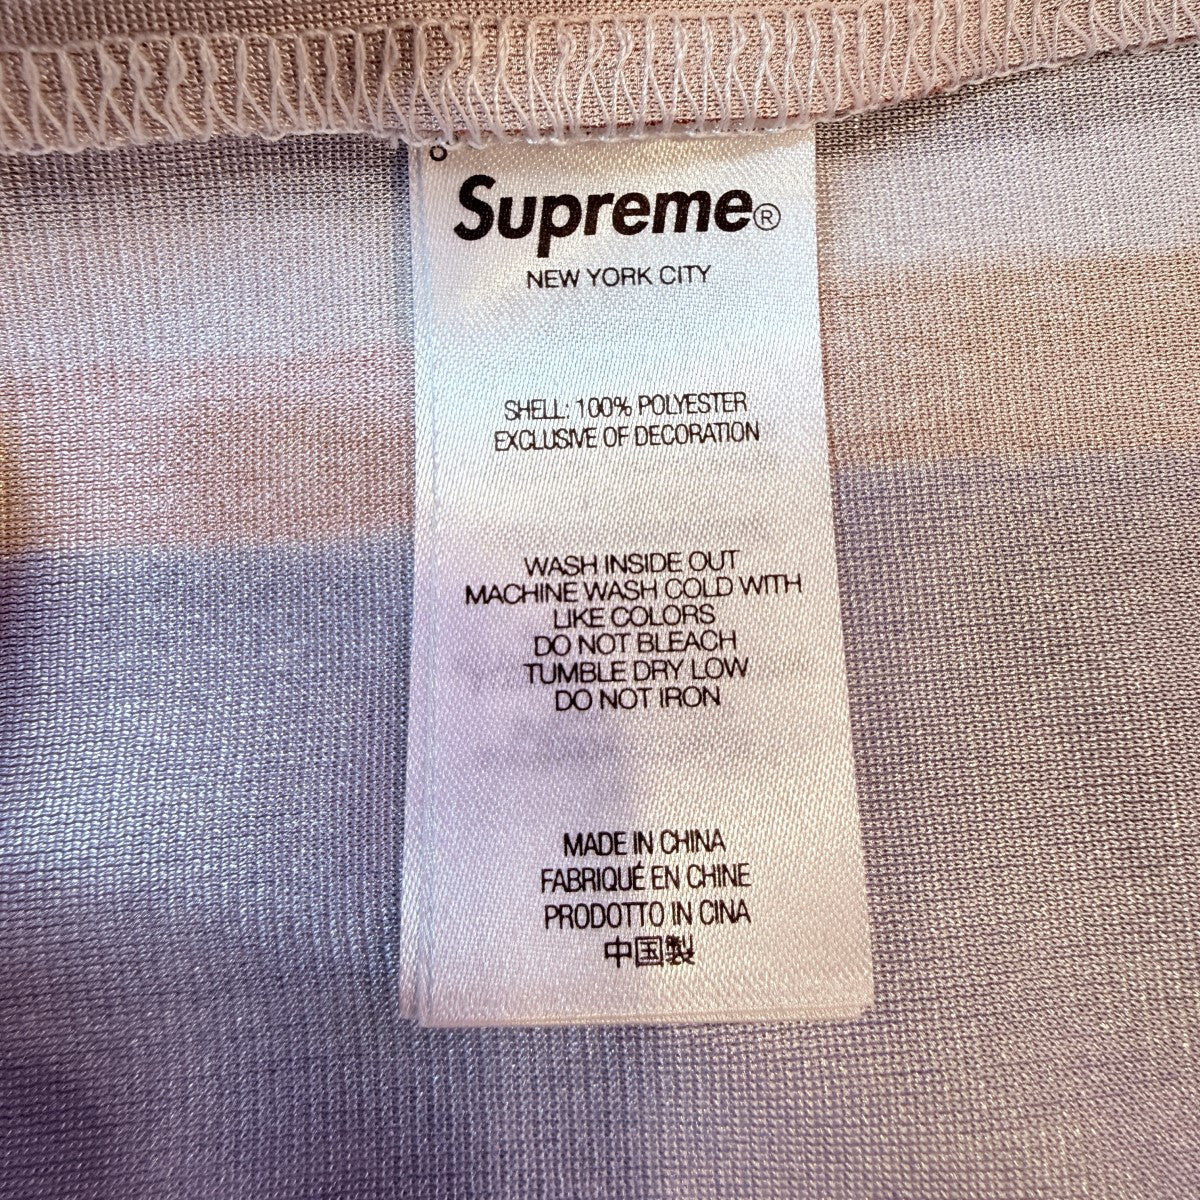 Supreme®
NEW YORK CITY
SHELL: 100% POLYESTER
EXCLUSIVE OF DECORATION
WASH INSIDE OUT
MACHINE WASH COLD WITH
LIKE COLORS
DO NOT BLEACH
TUMBLE DRY LOW
DO NOT IRON
MADE IN CHINA
FABRIQUÉ EN CHINE
PRODOTTO IN CINA
中国製